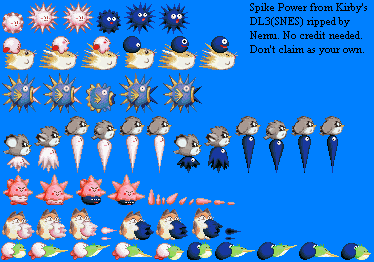 Spike Power from Kirby's
DL3(SNES) ripped by
Nemu. No credit needed.
Don't claim as your own.